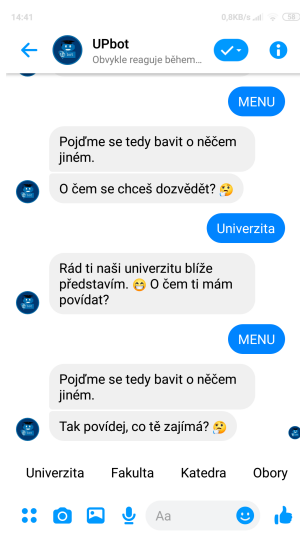 14:41
0,8KB/s
58
UPbot
Obvykle reaguje během...
MENU
Pojďme se tedy bavit o něčem
jiném.
O čem se chceš dozvědět? 🤔
Univerzita
Rád ti naši univerzitu blíže
představím. 😁 O čem ti mám
povídat?
MENU
Pojďme se tedy bavit o něčem
jiném.
Tak povídej, co tě zajímá? 🤔
Univerzita Fakulta Katedra Obory
Aa